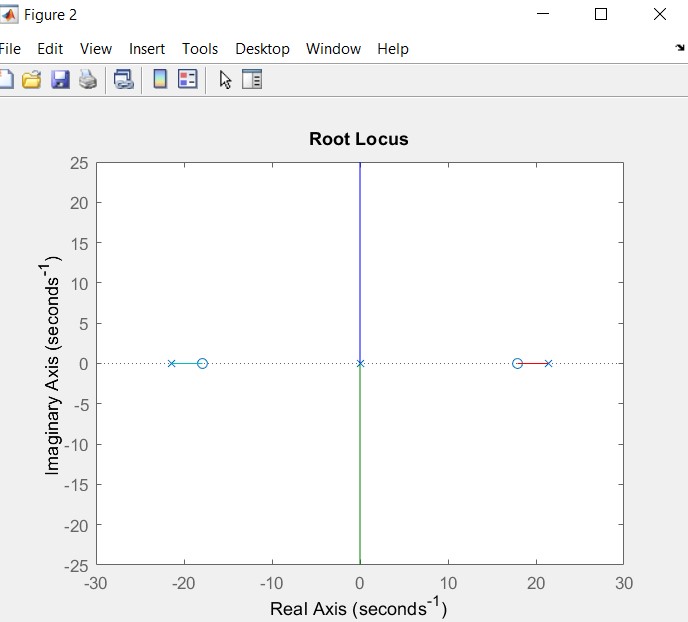 Figure 2
File Edit View Insert Tools Desktop Window Help
Root Locus
25
20
15
10
5
0
-5
-10
-15
-20
-25
Imaginary Axis (seconds⁻¹)
-30 -20 -10 0 10 20 30
Real Axis (seconds⁻¹)